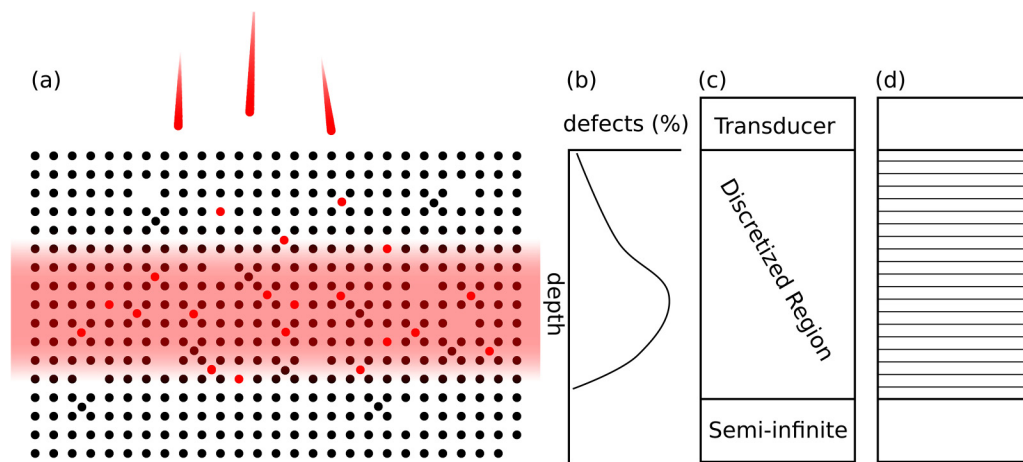 (a)
(b)
(c)
(d)
defects (%)
Transducer
depth
Discretized Region
Semi-infinite